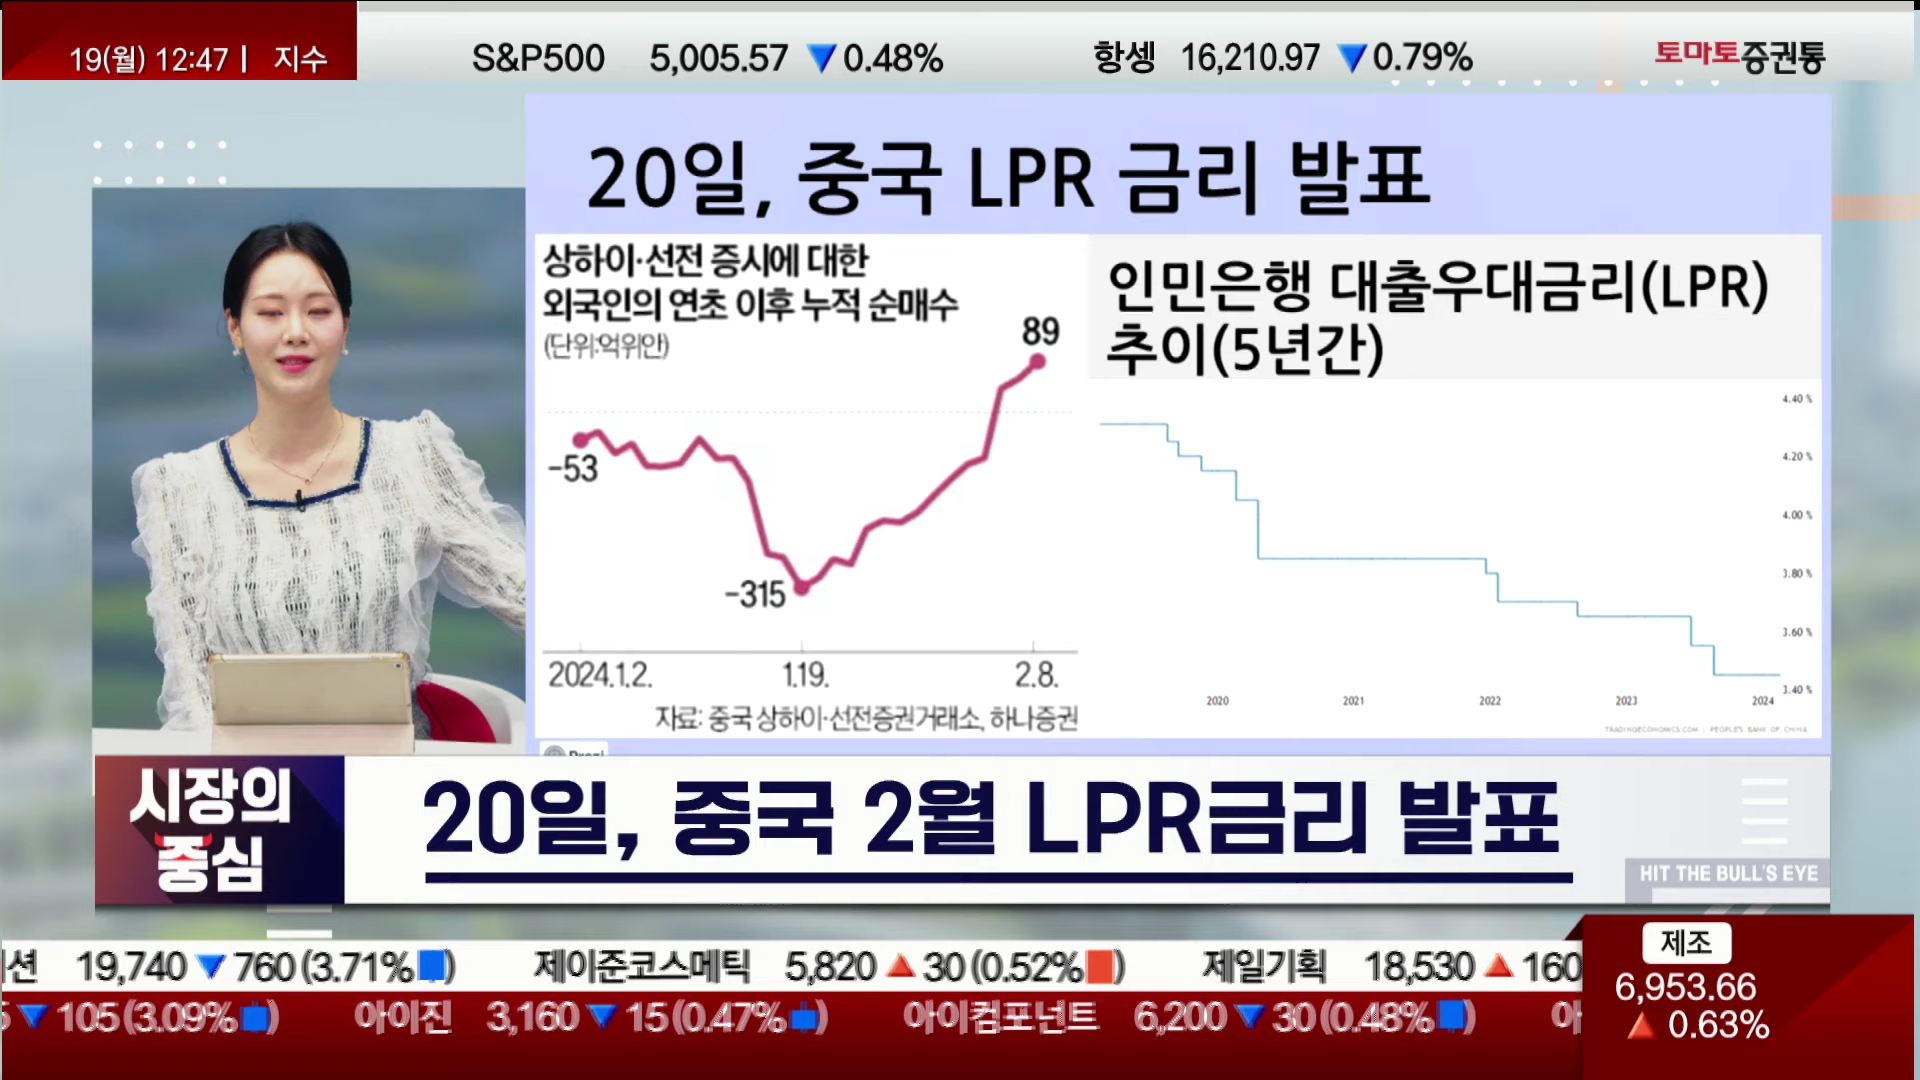 19(월) 12:47 | 지수
S&P500 5,005.57 ▼0.48%
항셍 16,210.97 ▼0.79%
토마토증권통
20일, 중국 LPR 금리 발표
상하이·선전 증시에 대한
외국인의 연초 이후 누적 순매수
(단위:억위안)
89
-53
-315
2024.1.2. 1.19. 2.8.
자료: 중국 상하이·선전증권거래소, 하나증권
인민은행 대출우대금리(LPR)
추이(5년간)
4.40 %
4.20 %
4.00 %
3.80 %
3.60 %
3.40 %
2020 2021 2022 2023 2024
TRADINGECONOMICS.COM | PEOPLE'S BANK OF CHINA
Prezi
시장의
중심
20일, 중국 2월 LPR금리 발표
HIT THE BULL'S EYE
션 19,740 ▼760(3.71%) 제이준코스메틱 5,820 ▲30(0.52%) 제일기획 18,530 ▲160
▼105(3.09%) 아이진 3,160 ▼15(0.47%) 아이컴포넌트 6,200 ▼30(0.48%)
제조
6,953.66
▲0.63%